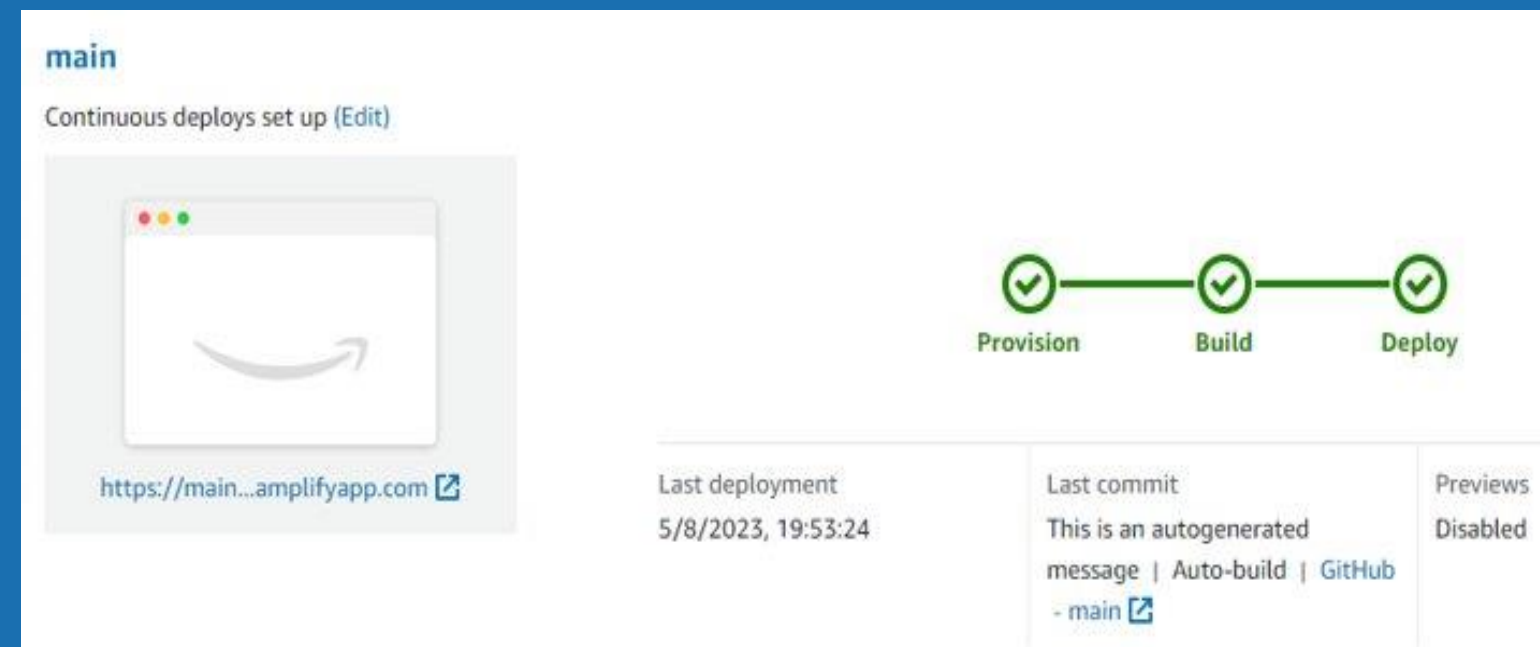 main
Continuous deploys set up (Edit)
https://main...amplifyapp.com
Provision
Build
Deploy
Last deployment
5/8/2023, 19:53:24
Last commit
This is an autogenerated
message | Auto-build | GitHub
- main
Previews
Disabled